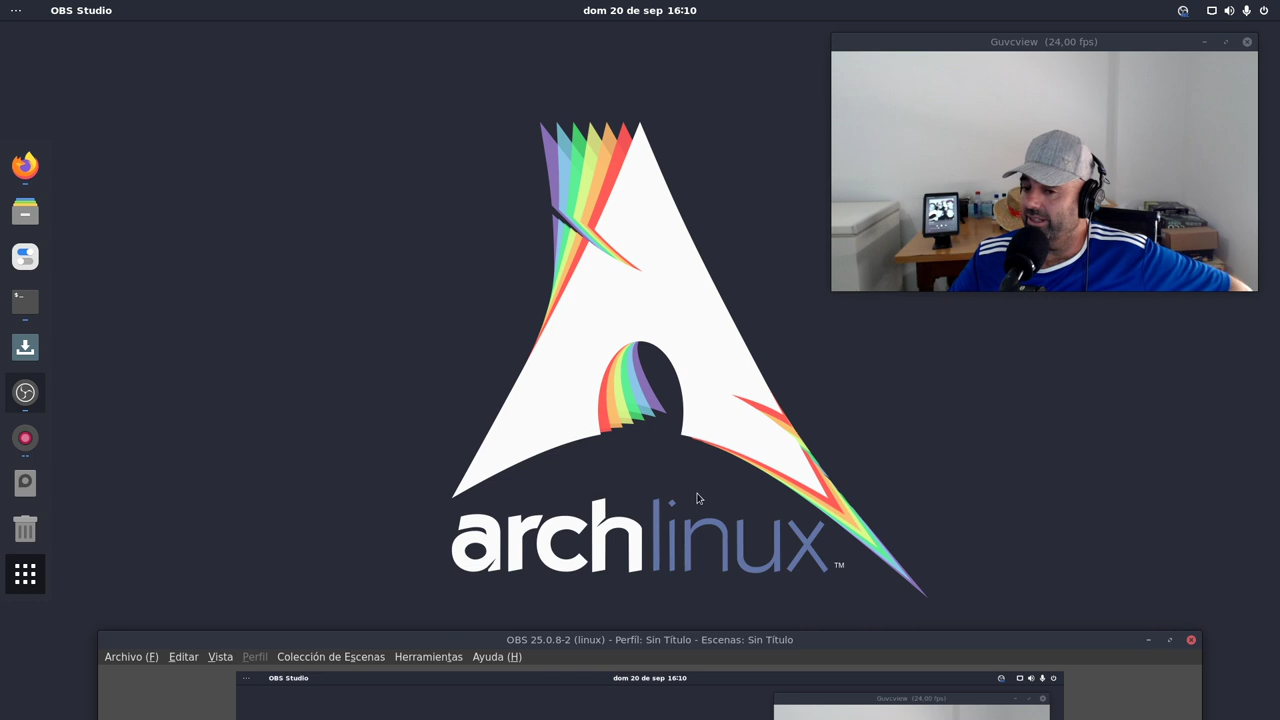 OBS Studio
dom 20 de sep 16:10
Guvcview (24,00 fps)
$_
archlinux
TM
OBS 25.0.8-2 (linux) - Perfil: Sin Título - Escenas: Sin Título
Archivo (F) Editar Vista Perfil Colección de Escenas Herramientas Ayuda (H)
OBS Studio
dom 20 de sep 16:10
Guvcview (24,00 fps)